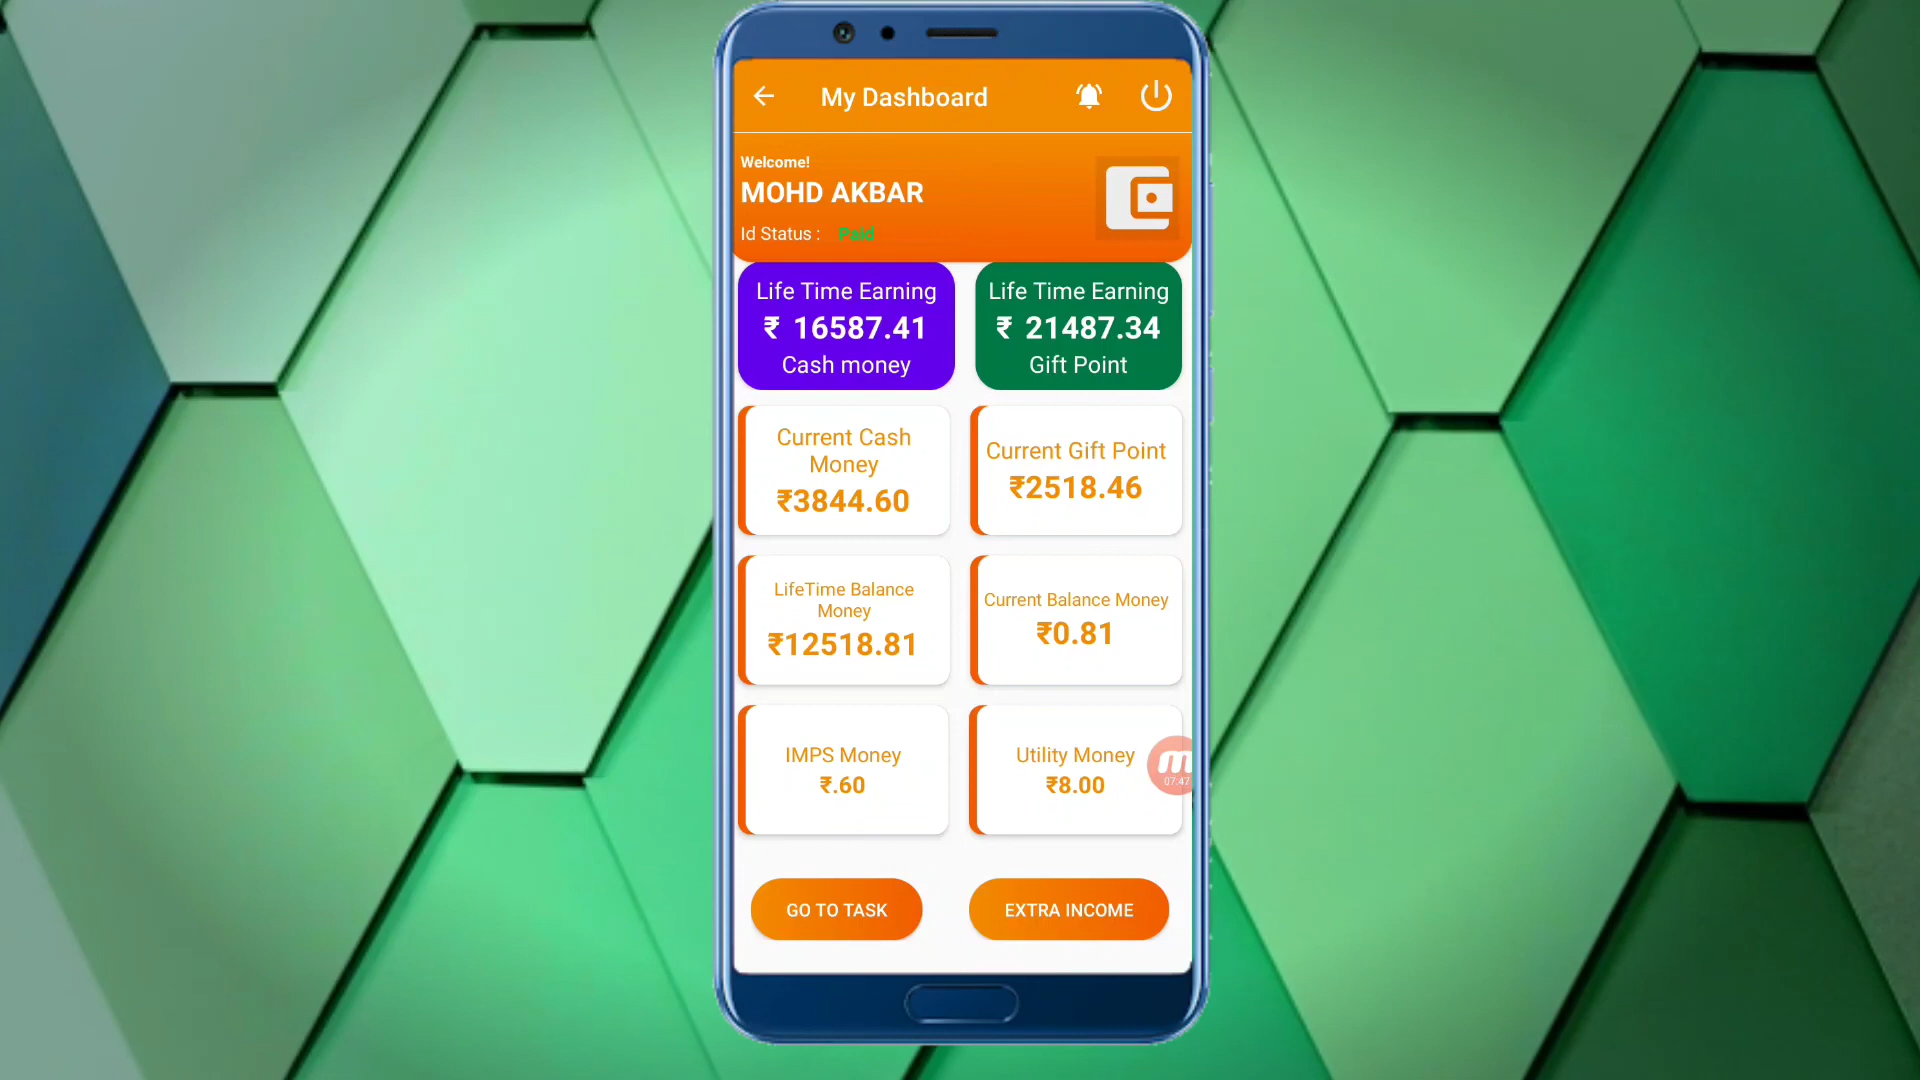 My Dashboard
Welcome!
MOHD AKBAR
Id Status : Paid
Life Time Earning
₹ 16587.41
Cash money
Life Time Earning
₹ 21487.34
Gift Point
Current Cash
Money
₹3844.60
Current Gift Point
₹2518.46
LifeTime Balance
Money
₹12518.81
Current Balance Money
₹0.81
IMPS Money
₹.60
Utility Money
₹8.00
m
07:47
GO TO TASK
EXTRA INCOME